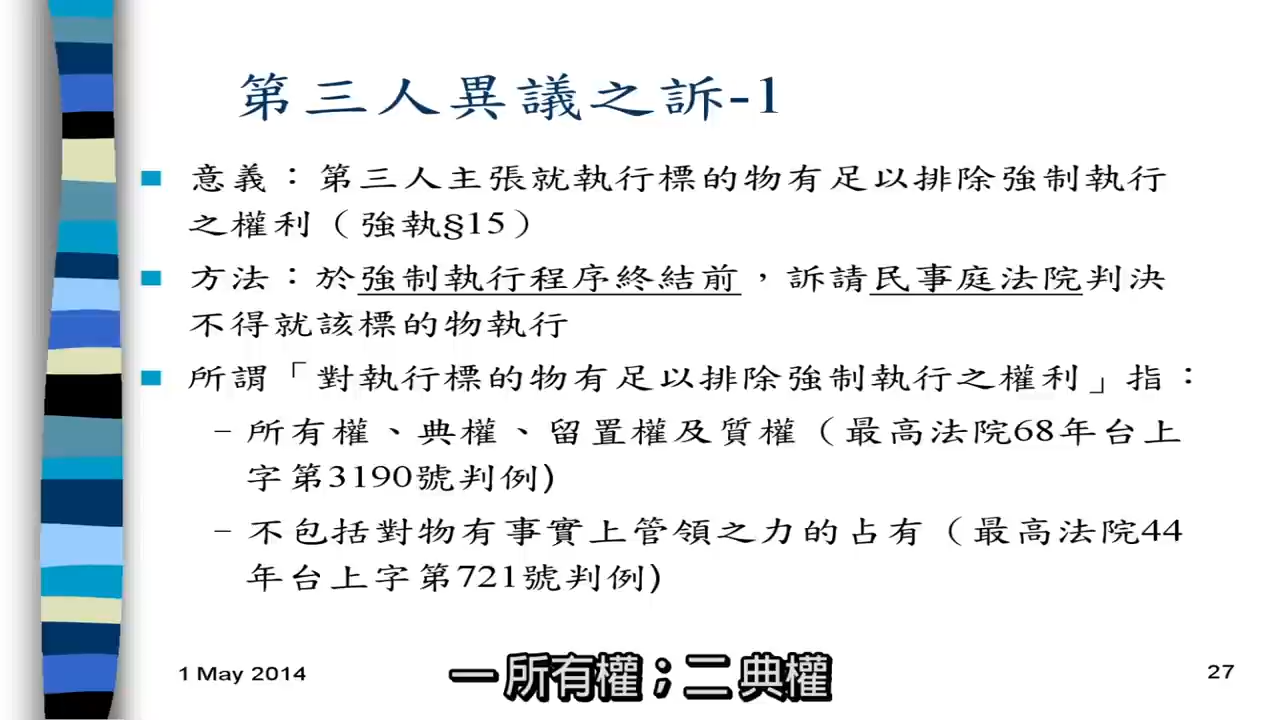 第三人異議之訴-1
意義：第三人主張就執行標的物有足以排除強制執行
之權利（強執§15）
方法：於強制執行程序終結前，訴請民事庭法院判決
不得就該標的物執行
所謂「對執行標的物有足以排除強制執行之權利」指：
–所有權、典權、留置權及質權（最高法院68年台上
字第3190號判例)
–不包括對物有事實上管領之力的占有（最高法院44
年台上字第721號判例)
1 May 2014
一所有權；二典權
27